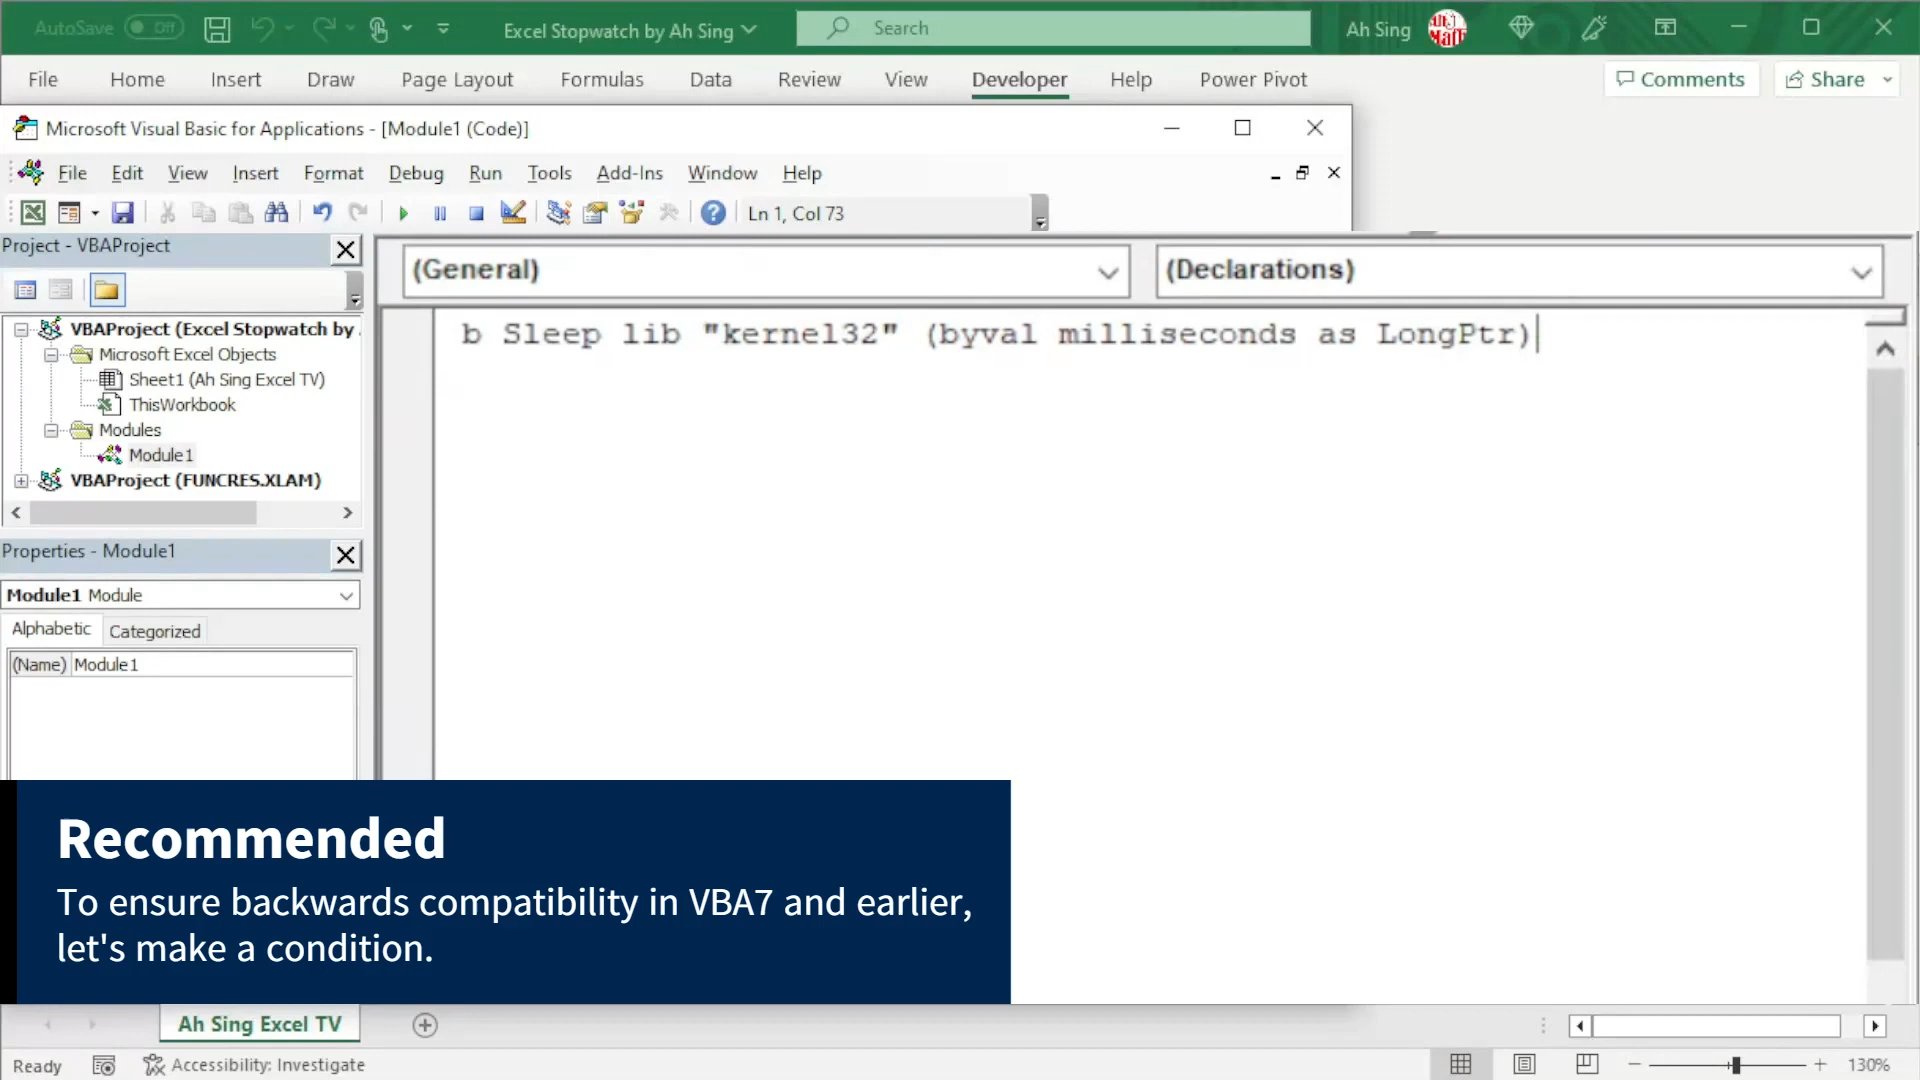 AutoSave Off Excel Stopwatch by Ah Sing Search Ah Sing
File Home Insert Draw Page Layout Formulas Data Review View Developer Help Power Pivot Comments Share
Microsoft Visual Basic for Applications - [Module1 (Code)]
File Edit View Insert Format Debug Run Tools Add-Ins Window Help
Ln 1, Col 73
Project - VBAProject
(General) (Declarations)
b Sleep lib "kernel32" (byval milliseconds as LongPtr)
VBAProject (Excel Stopwatch by
Microsoft Excel Objects
Sheet1 (Ah Sing Excel TV)
ThisWorkbook
Modules
Module1
VBAProject (FUNCRES.XLAM)
Properties - Module1
Module1 Module
Alphabetic Categorized
(Name) Module1
Recommended
To ensure backwards compatibility in VBA7 and earlier,
let's make a condition.
Ah Sing Excel TV
Ready Accessibility: Investigate 130%